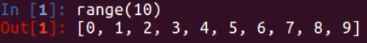 In [1]: range(10)
Out[1]: [0, 1, 2, 3, 4, 5, 6, 7, 8, 9]